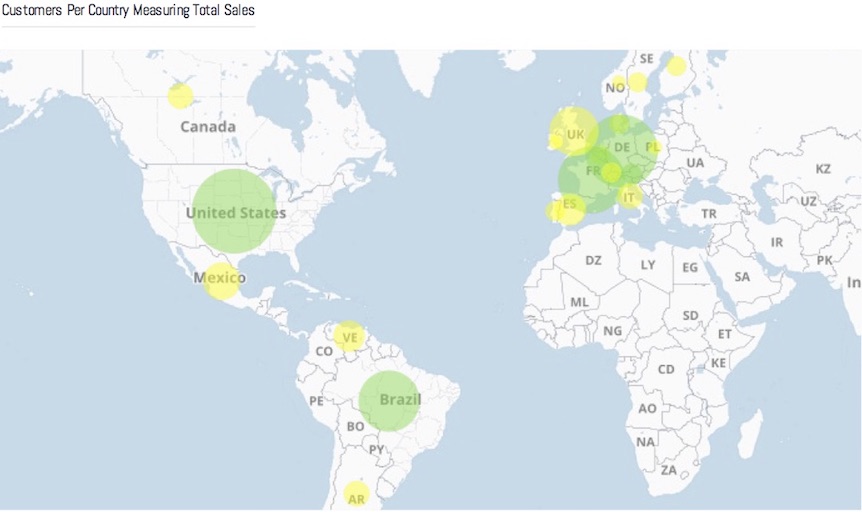 Customers Per Country Measuring Total Sales
SE
NO
Canada
UK
DE
PL
FR
UA
KZ
United States
ES
IT
TR
UZ
Mexico
DZ
LY
EG
IR
PK
SA
In
ML
SD
VE
CO
NG
ET
CD
KE
PE
Brazil
AO
BO
PY
NA
ZA
AR